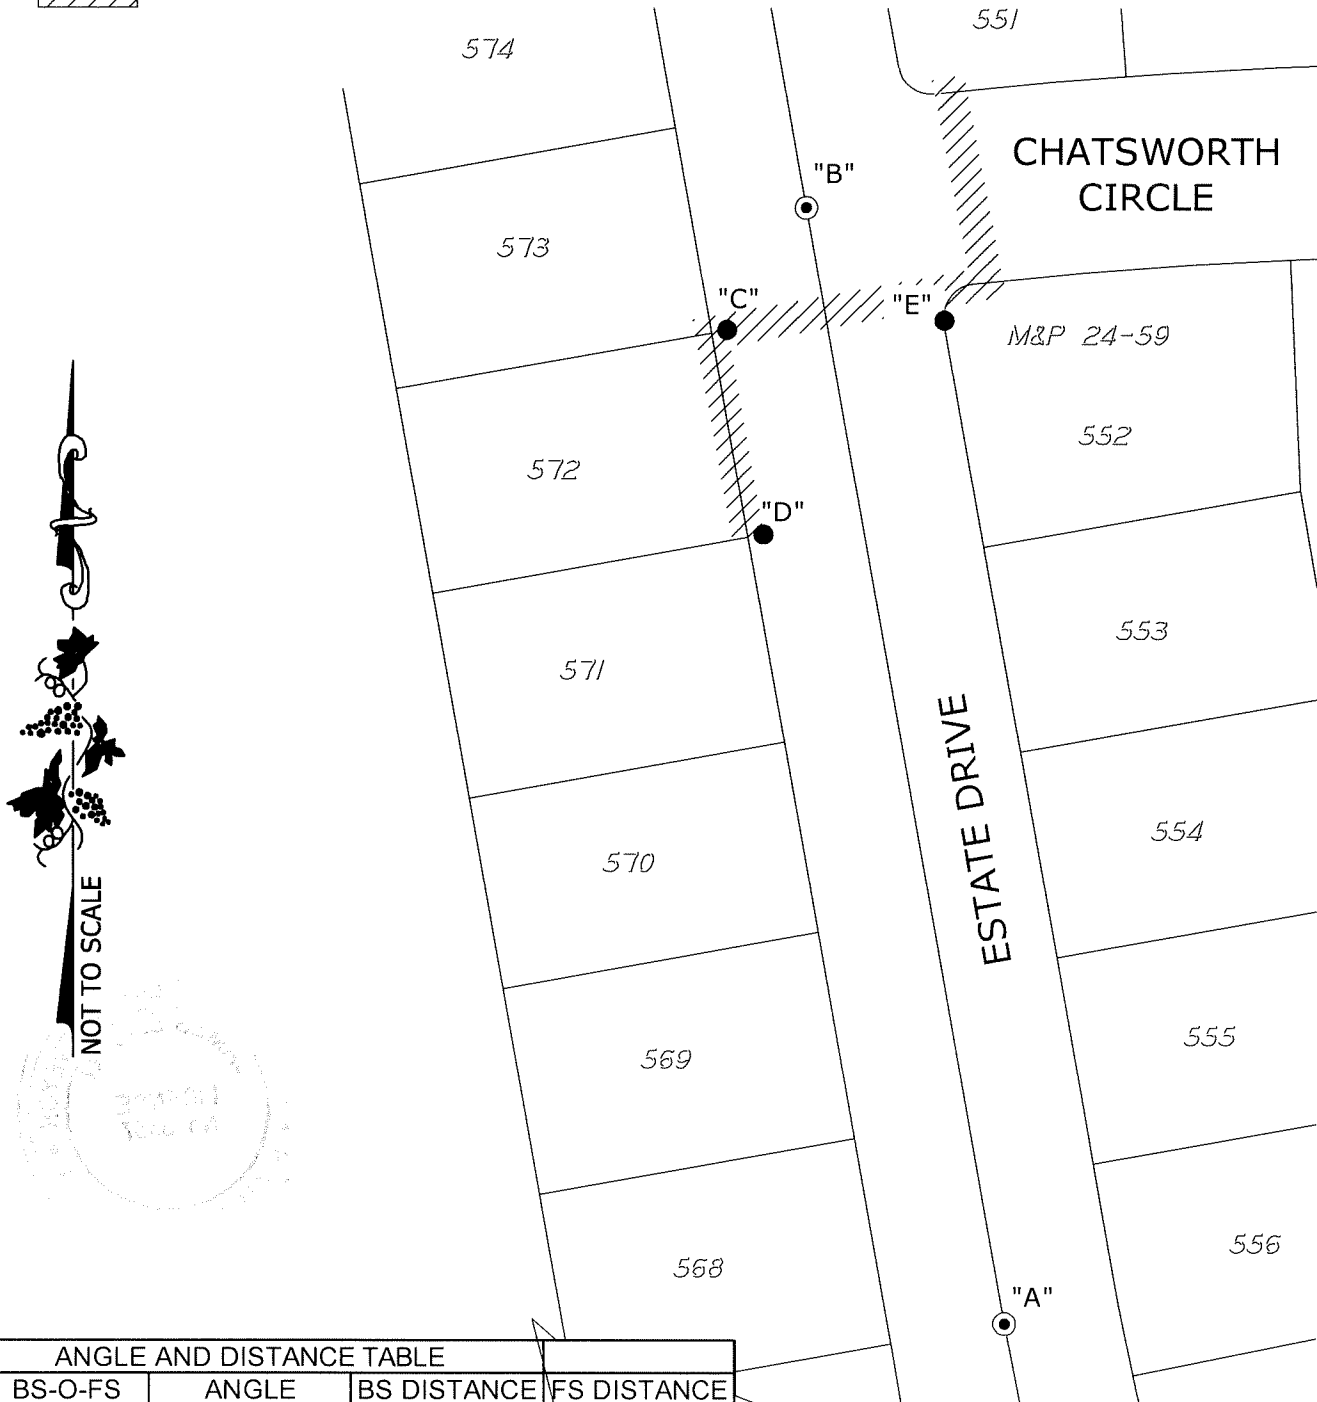 574
551
CHATSWORTH
CIRCLE
"B"
573
"C"
"E"
M&P 24-59
552
572
"D"
553
571
ESTATE DRIVE
554
570
NOT TO SCALE
555
569
556
568
"A"
ANGLE AND DISTANCE TABLE
BS-O-FS ANGLE BS DISTANCE FS DISTANCE